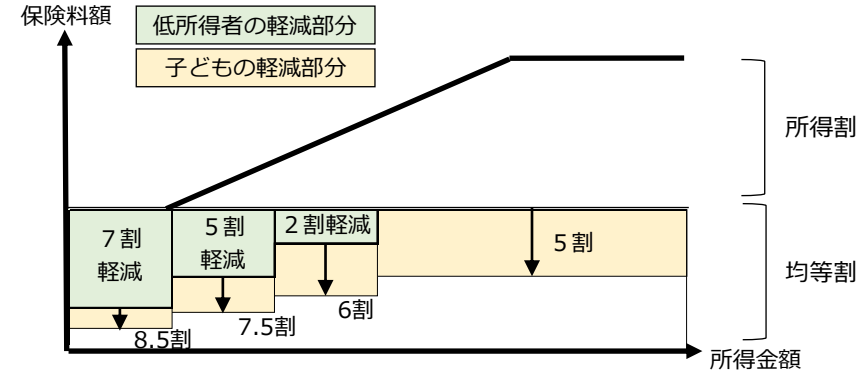 保険料額
低所得者の軽減部分
子どもの軽減部分
所得割
7割
軽減
5割
軽減
2割軽減
5割
均等割
8.5割
7.5割
6割
所得金額